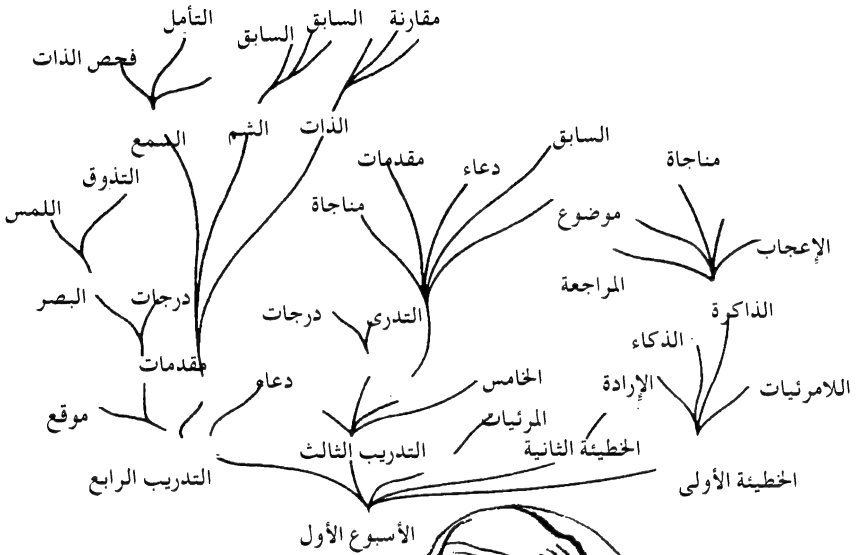 مقارنة
السابق
السابق
التأمل
فحص الذات
الذات
الشم
السمع
السابق
مقدمات
دعاء
مناجاة
التذوق
مناجاة
اللمس
موضوع
الإعجاب
المراجعة
درجات
البصر
الذاكرة
التدرى
درجات
الذكاء
مقدمات
دعاء
الخامس
الإرادة
اللامرئيات
موقع
المرئيات
التدريب الثالث
الخطيئة الثانية
التدريب الرابع
الخطيئة الأولى
الأسبوع الأول